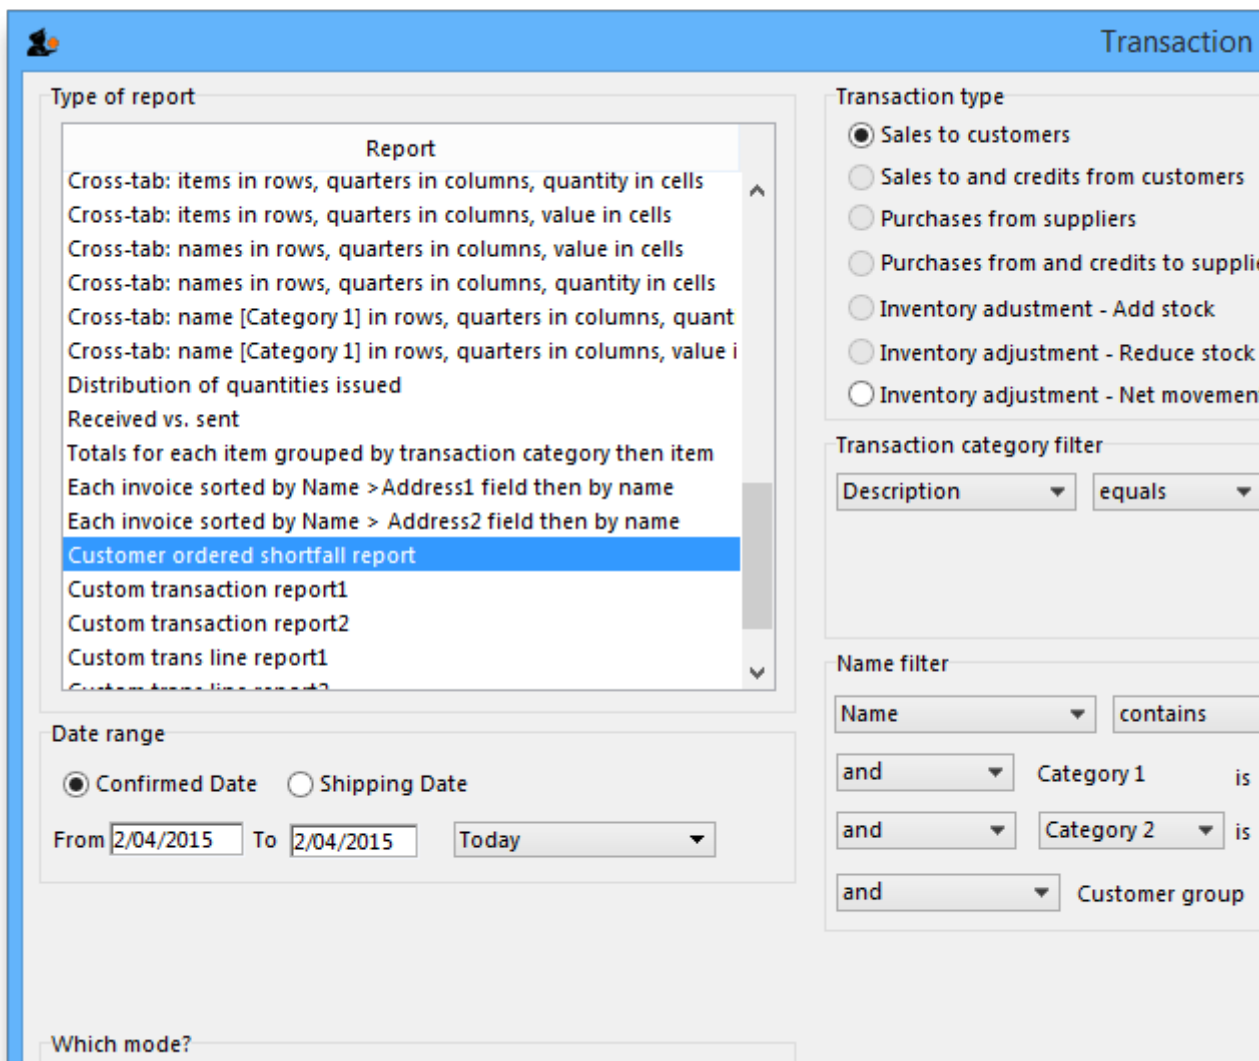 Transaction
Type of report
Report
Cross-tab: items in rows, quarters in columns, quantity in cells
Cross-tab: items in rows, quarters in columns, value in cells
Cross-tab: names in rows, quarters in columns, value in cells
Cross-tab: names in rows, quarters in columns, quantity in cells
Cross-tab: name [Category 1] in rows, quarters in columns, quant
Cross-tab: name [Category 1] in rows, quarters in columns, value i
Distribution of quantities issued
Received vs. sent
Totals for each item grouped by transaction category then item
Each invoice sorted by Name >Address1 field then by name
Each invoice sorted by Name > Address2 field then by name
Customer ordered shortfall report
Custom transaction report1
Custom transaction report2
Custom trans line report1
Custom trans line report2
Date range
Confirmed Date Shipping Date
From 2/04/2015 To 2/04/2015 Today
Which mode?
Transaction type
Sales to customers
Sales to and credits from customers
Purchases from suppliers
Purchases from and credits to supplie
Inventory adustment - Add stock
Inventory adjustment - Reduce stock
Inventory adjustment - Net movemen
Transaction category filter
Description equals
Name filter
Name contains
and Category 1 is
and Category 2 is
and Customer group